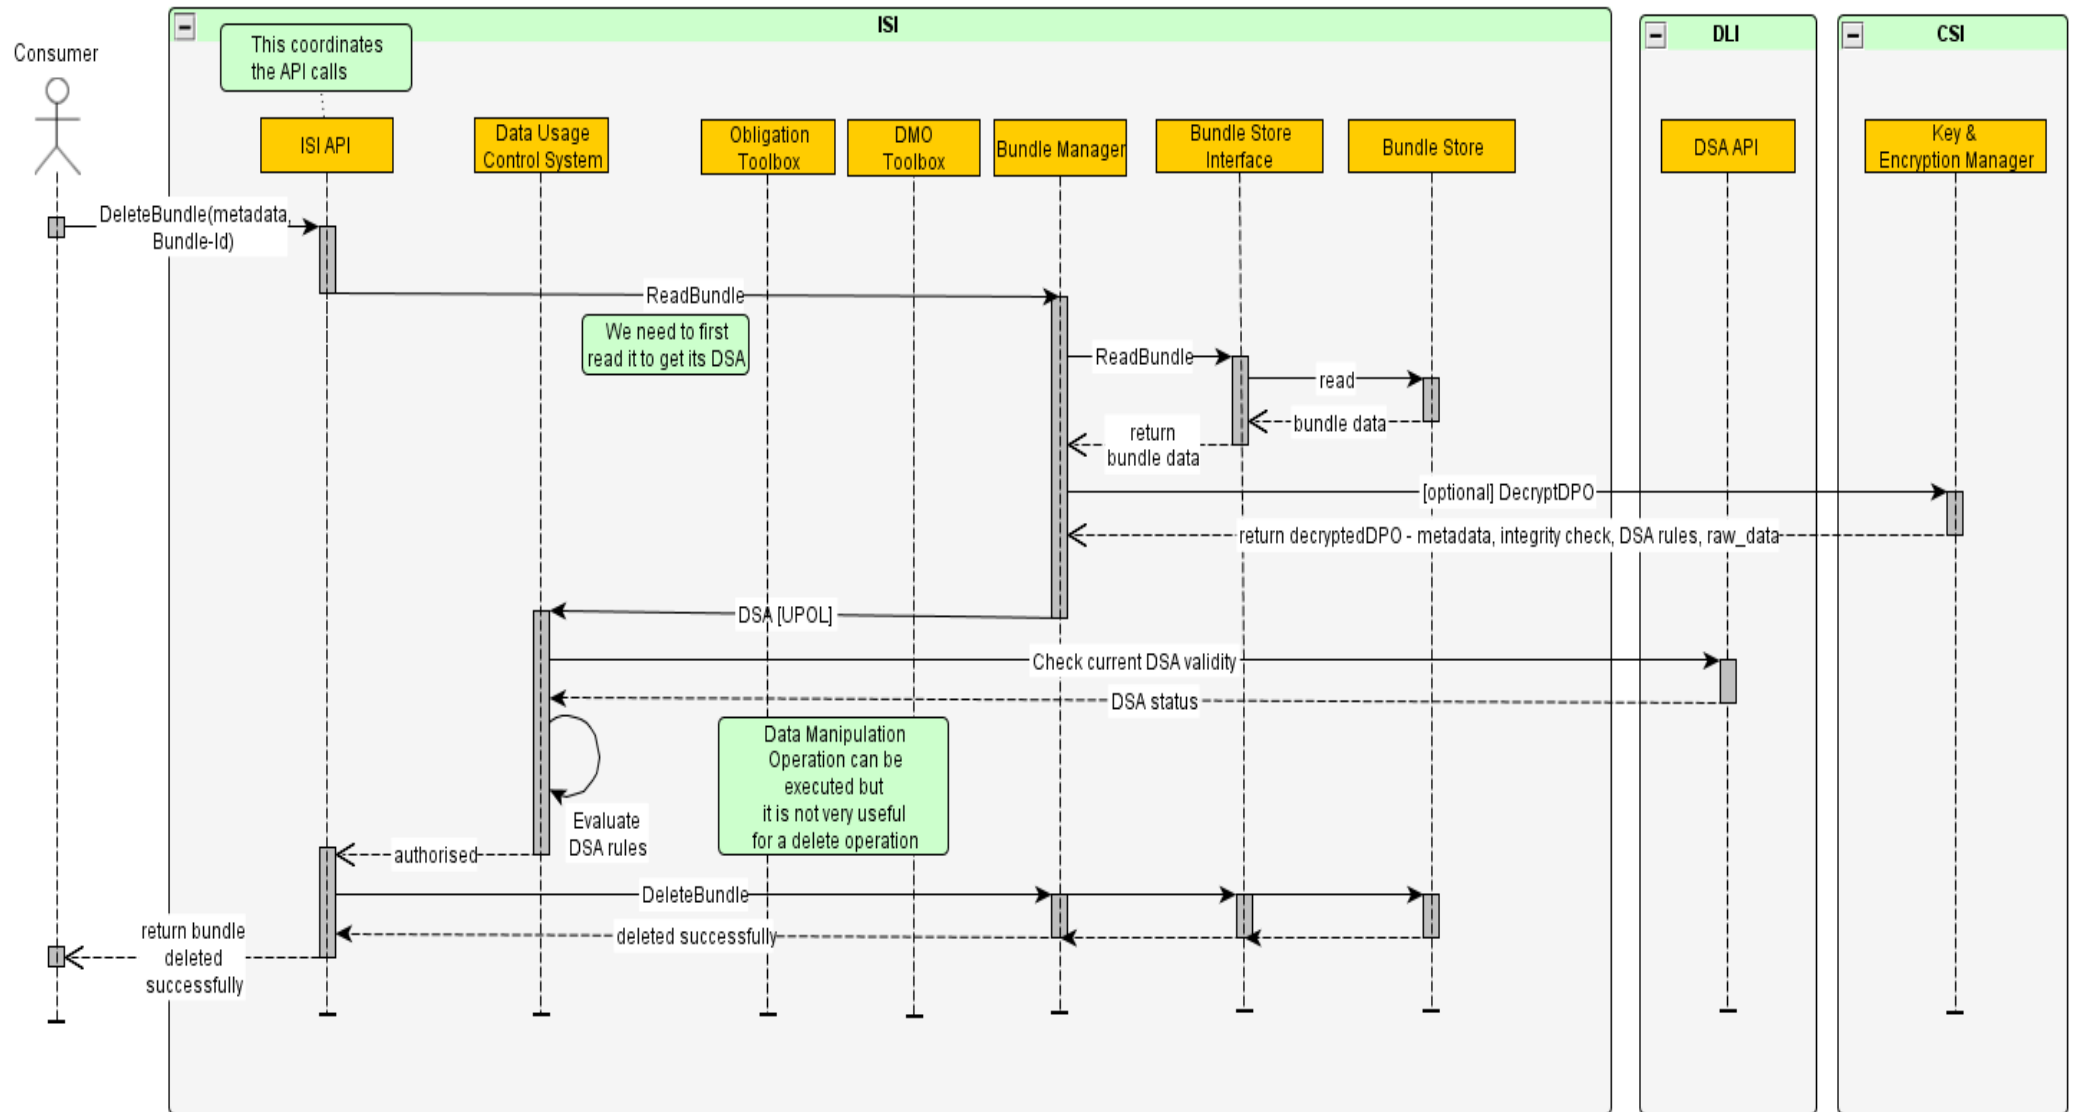 ISI
DLI
CSI
This coordinates
the API calls
Consumer
ISI API
Data Usage
Control System
Obligation
Toolbox
DMO
Toolbox
Bundle Manager
Bundle Store
Interface
Bundle Store
DSA API
Key &
Encryption Manager
DeleteBundle(metadata,
Bundle-Id)
ReadBundle
We need to first
read it to get its DSA
ReadBundle
read
bundle data
return
bundle data
[optional] DecryptDPO
return decryptedDPO - metadata, integrity check, DSA rules, raw_data
DSA [UPOL]
Check current DSA validity
DSA status
Data Manipulation
Operation can be
executed but
it is not very useful
for a delete operation
Evaluate
DSA rules
authorised
DeleteBundle
deleted successfully
return bundle
deleted
successfully